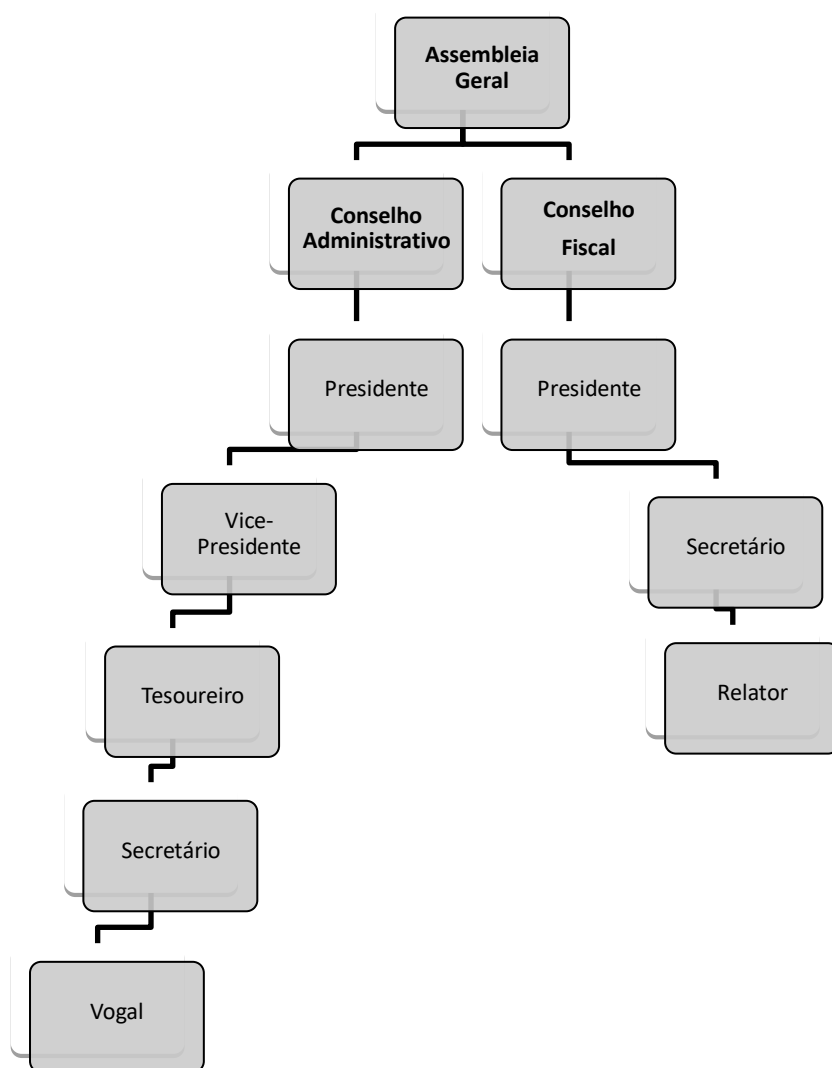 Assembleia
Geral
Conselho
Administrativo
Conselho
Fiscal
Presidente
Presidente
Vice-
Presidente
Secretário
Tesoureiro
Relator
Secretário
Vogal